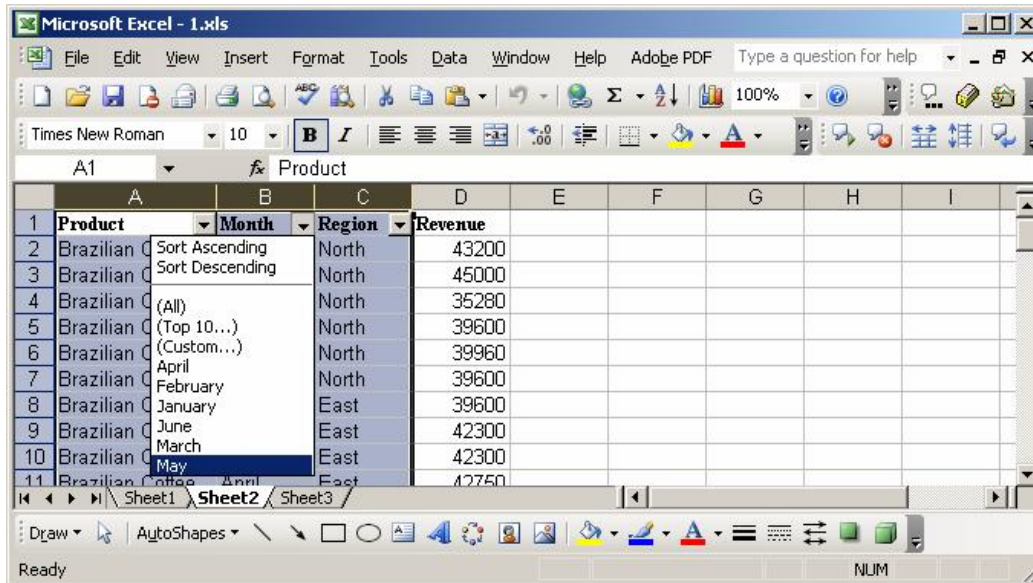 Microsoft Excel - 1.xls
File Edit View Insert Format Tools Data Window Help Adobe PDF Type a question for help
100%
Times New Roman 10 B I
A1 fx Product
A B C D E F G H I
1 Product Month Region Revenue
2 Brazilian C North 43200
3 Brazilian C North 45000
4 Brazilian C North 35280
5 Brazilian C North 39600
6 Brazilian C North 39960
7 Brazilian C North 39600
8 Brazilian C East 39600
9 Brazilian C East 42300
10 Brazilian C East 42300
11 Brazilian Coffee April East 42750
Sort Ascending
Sort Descending
(All)
(Top 10...)
(Custom...)
April
February
January
June
March
May
Sheet1 Sheet2 Sheet3
Draw AutoShapes
Ready NUM